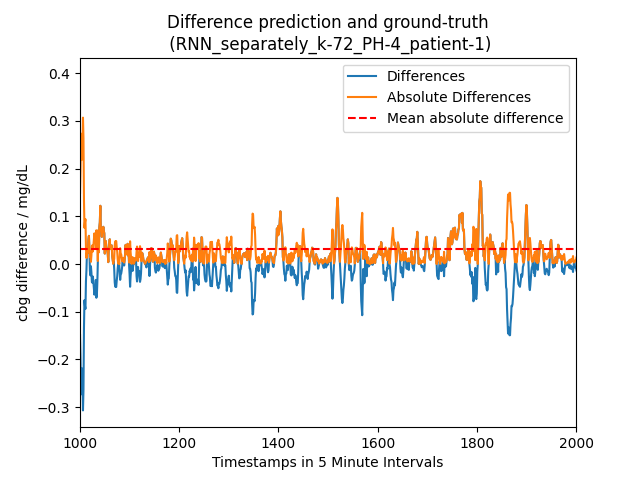 Difference prediction and ground-truth
(RNN_separately_k-72_PH-4_patient-1)
Differences
Absolute Differences
Mean absolute difference
cbg difference / mg/dL
0.4
0.3
0.2
0.1
0.0
−0.1
−0.2
−0.3
1000
1200
1400
1600
1800
2000
Timestamps in 5 Minute Intervals